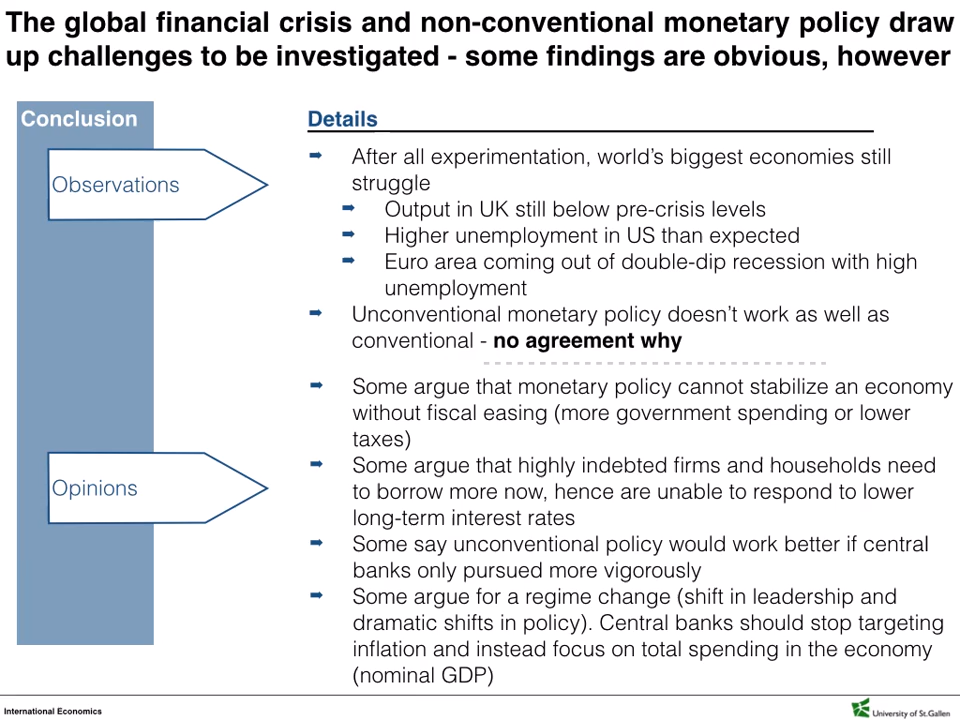 The global financial crisis and non-conventional monetary policy draw
up challenges to be investigated - some findings are obvious, however
Conclusion
Details
Observations
After all experimentation, world's biggest economies still
struggle
Output in UK still below pre-crisis levels
Higher unemployment in US than expected
Euro area coming out of double-dip recession with high
unemployment
Unconventional monetary policy doesn't work as well as
conventional - no agreement why
Opinions
Some argue that monetary policy cannot stabilize an economy
without fiscal easing (more government spending or lower
taxes)
Some argue that highly indebted firms and households need
to borrow more now, hence are unable to respond to lower
long-term interest rates
Some say unconventional policy would work better if central
banks only pursued more vigorously
Some argue for a regime change (shift in leadership and
dramatic shifts in policy). Central banks should stop targeting
inflation and instead focus on total spending in the economy
(nominal GDP)
International Economics
University of St.Gallen